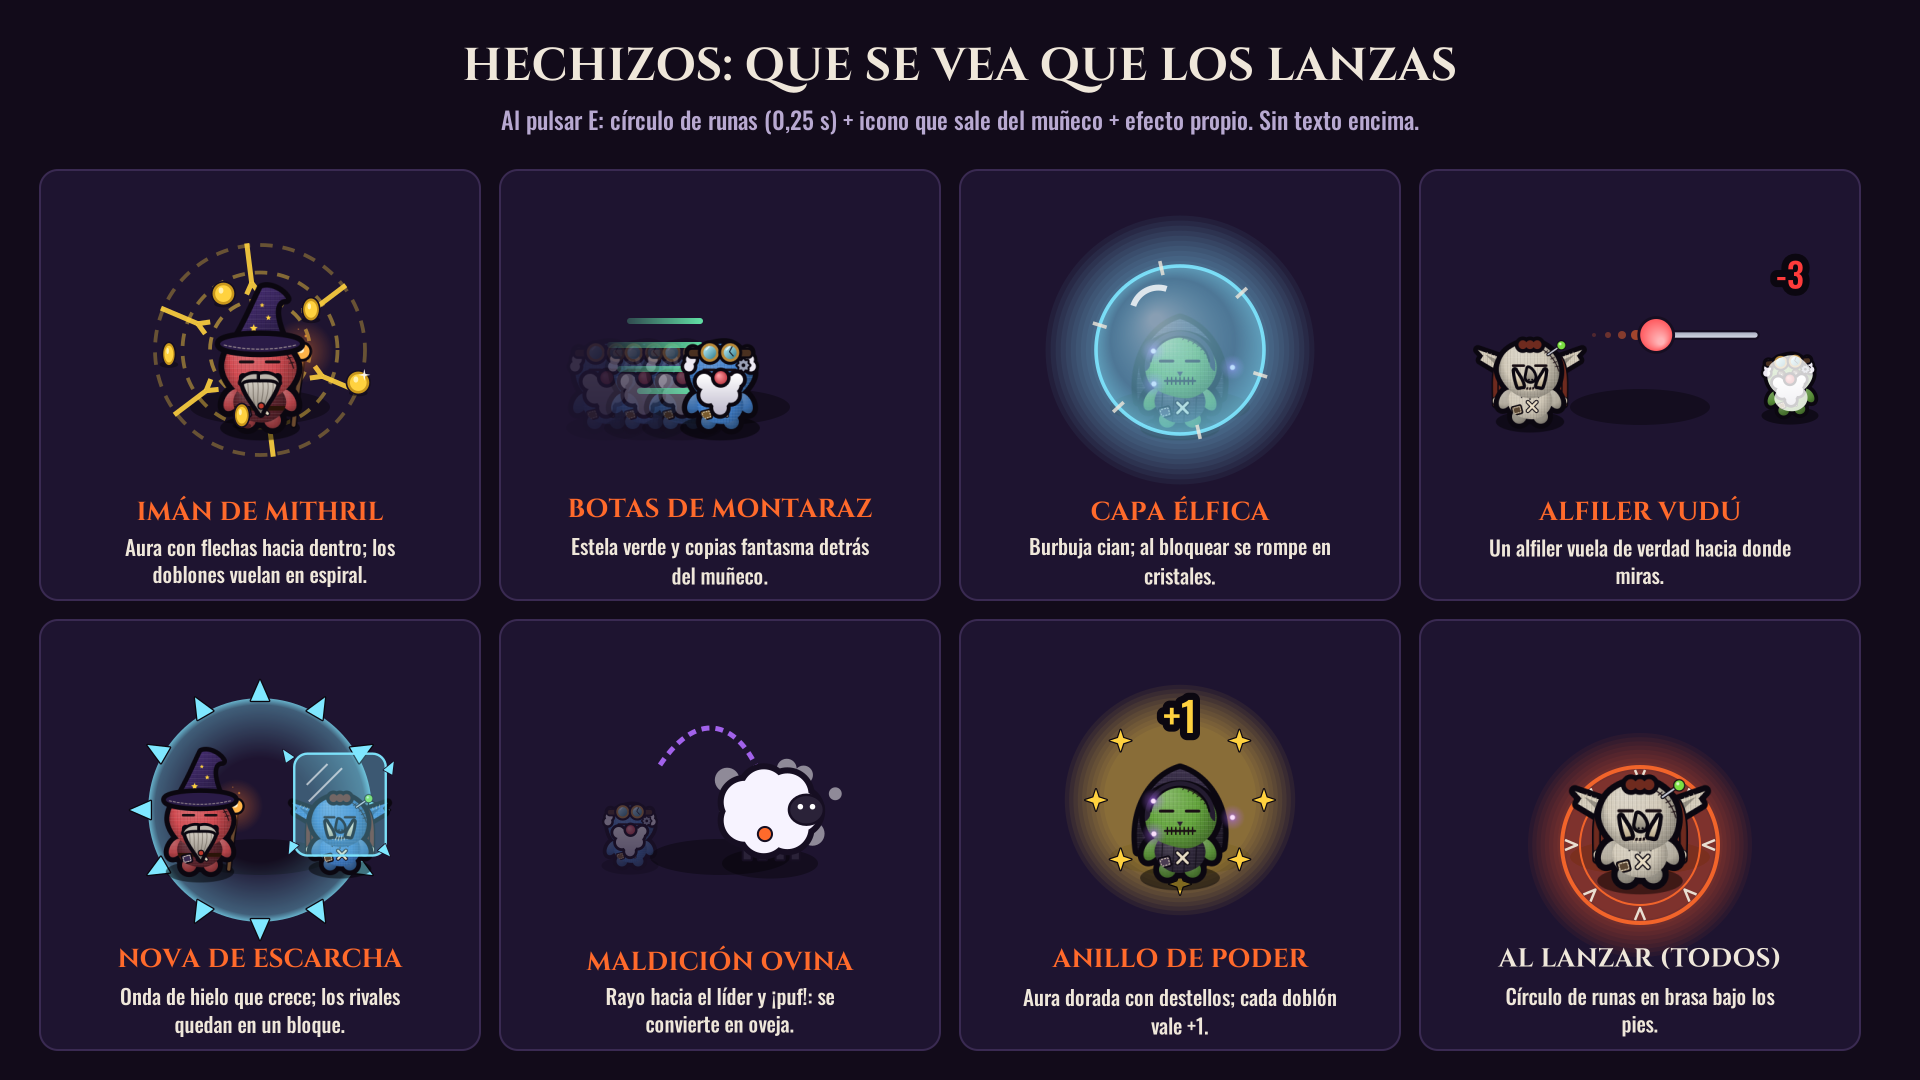 HECHIZOS: QUE SE VEA QUE LOS LANZAS
Al pulsar E: círculo de runas (0,25 s) + icono que sale del muñeco + efecto propio. Sin texto encima.
IMÁN DE MITHRIL
Aura con flechas hacia dentro; los
doblones vuelan en espiral.
BOTAS DE MONTARAZ
Estela verde y copias fantasma detrás
del muñeco.
CAPA ÉLFICA
Burbuja cian; al bloquear se rompe en
cristales.
-3
ALFILER VUDÚ
Un alfiler vuela de verdad hacia donde
miras.
NOVA DE ESCARCHA
Onda de hielo que crece; los rivales
quedan en un bloque.
MALDICIÓN OVINA
Rayo hacia el líder y ¡puf!: se
convierte en oveja.
+1
ANILLO DE PODER
Aura dorada con destellos; cada doblón
vale +1.
AL LANZAR (TODOS)
Círculo de runas en brasa bajo los
pies.